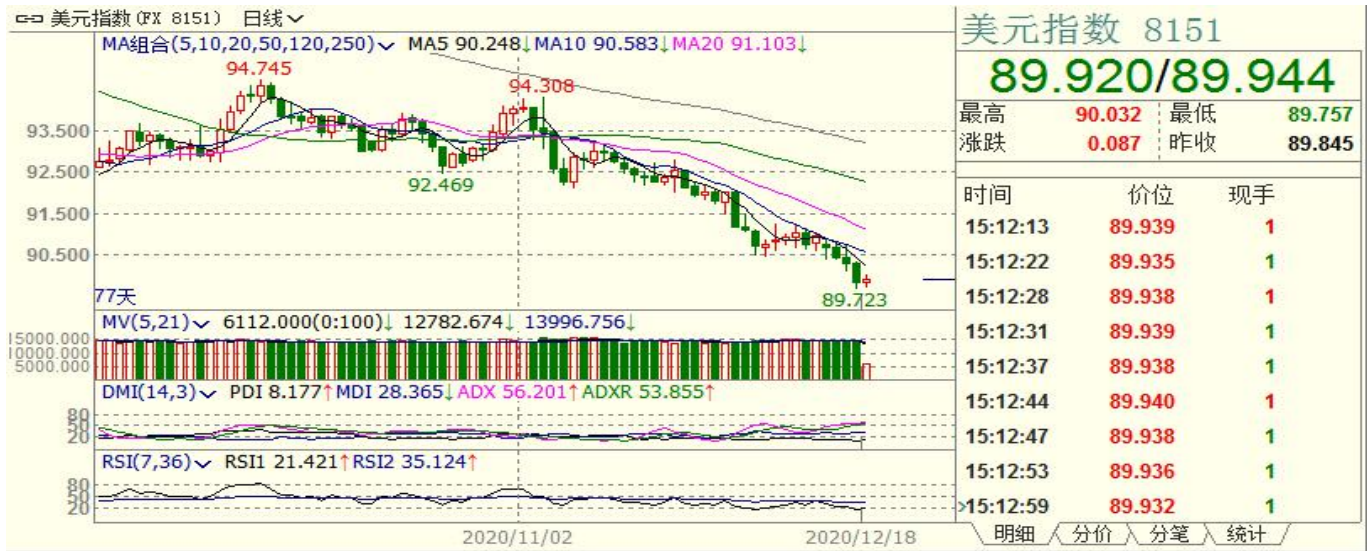 美元指数(FX 8151) 日线
MA组合(5,10,20,50,120,250) MA5 90.248↓MA10 90.583↓MA20 91.103↓
94.745
94.308
93.500
92.500
92.469
91.500
90.500
77天
89.723
MV(5,21) 6112.000(0:100)↓ 12782.674↓ 13996.756↓
15000.000
10000.000
5000.000
DMI(14,3) PDI 8.177↑MDI 28.365↓ADX 56.201↑ADXR 53.855↑
80
50
20
RSI(7,36) RSI1 21.421↑RSI2 35.124↑
80
50
20
2020/11/02 2020/12/18
美元指数 8151
89.920/89.944
最高 90.032 最低 89.757
涨跌 0.087 昨收 89.845
时间 价位 现手
15:12:13 89.939 1
15:12:22 89.935 1
15:12:28 89.938 1
15:12:31 89.939 1
15:12:37 89.938 1
15:12:44 89.940 1
15:12:47 89.938 1
15:12:53 89.936 1
>15:12:59 89.932 1
明细 分价 分笔 统计